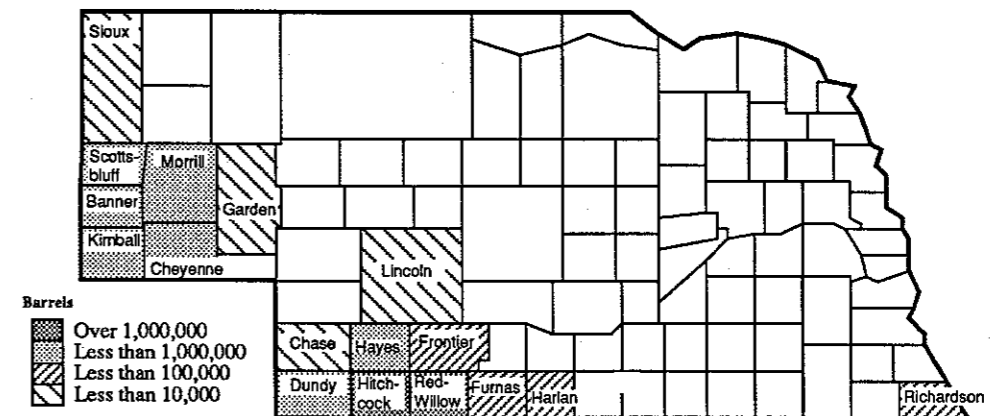 Sioux
Scotts-
bluff
Morrill
Banner
Garden
Kimball
Cheyenne
Lincoln
Barrels
Over 1,000,000
Less than 1,000,000
Less than 100,000
Less than 10,000
Chase
Hayes
Frontier
Dundy
Hitch-
cock
Red-
Willow
Furnas
Harlan
Richardson